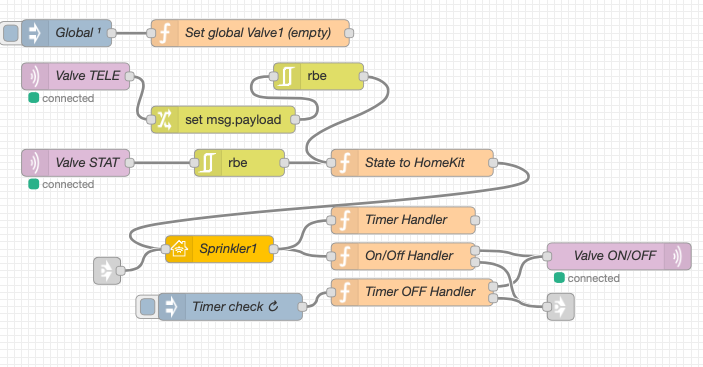 Global ¹
Set global Valve1 (empty)
Valve TELE
connected
rbe
set msg.payload
Valve STAT
connected
rbe
State to HomeKit
Timer Handler
Sprinkler1
On/Off Handler
Valve ON/OFF
connected
Timer check ↻
Timer OFF Handler